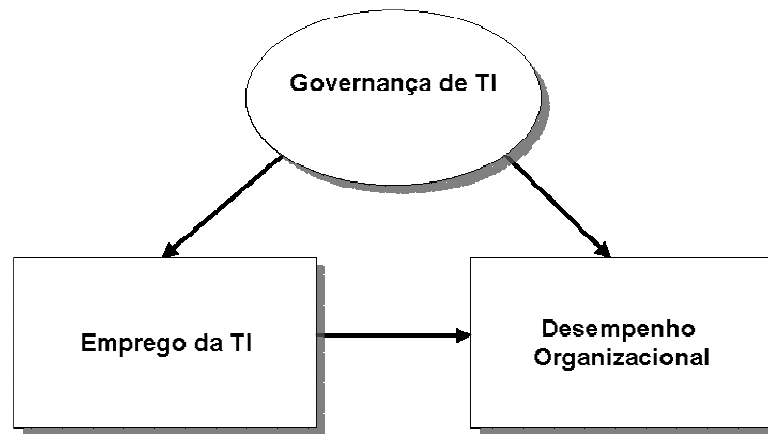 Governança de TI
Emprego da TI
Desempenho
Organizacional